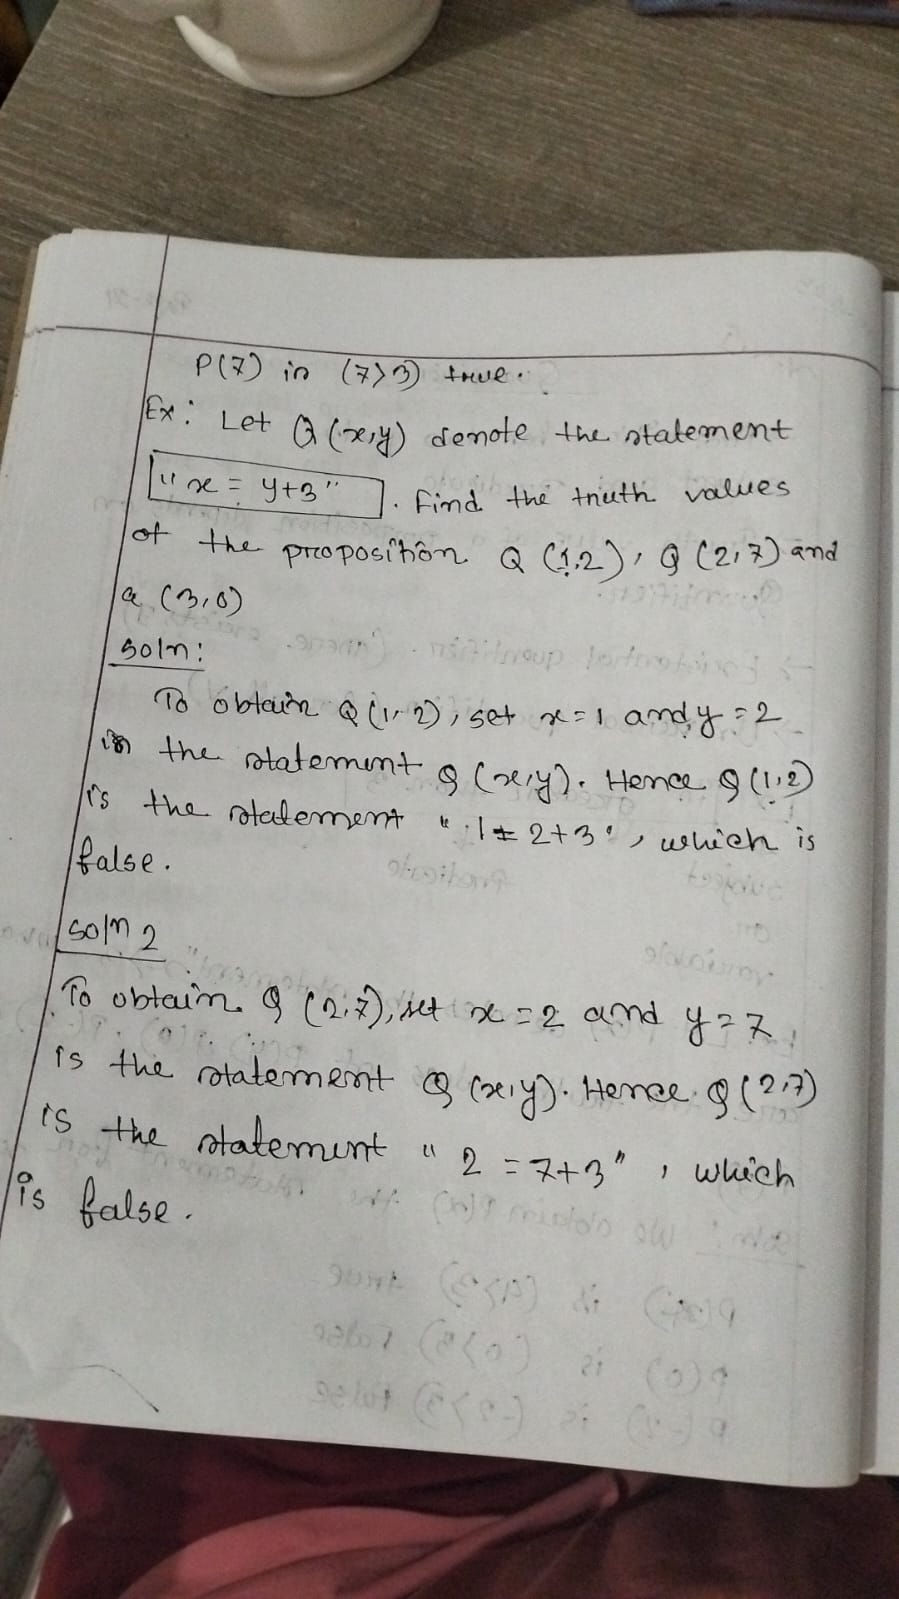 P(7) is (7>3) true.
Ex: Let Q (x,y) denote the statement
"x = y+3". Find the truth values
of the proposition Q (1,2), Q (2,7) and
Q (3,0)
Soln:
To obtain Q (1,2), set x=1 and y=2
in the statement Q (x,y). Hence Q (1,2)
is the statement "1= 2+3", which is
false.
Soln 2
To obtain Q (2,7), set x=2 and y=7
is the statement Q (x,y). Hence Q (2,7)
is the statement "2 = 7+3", which
is false.